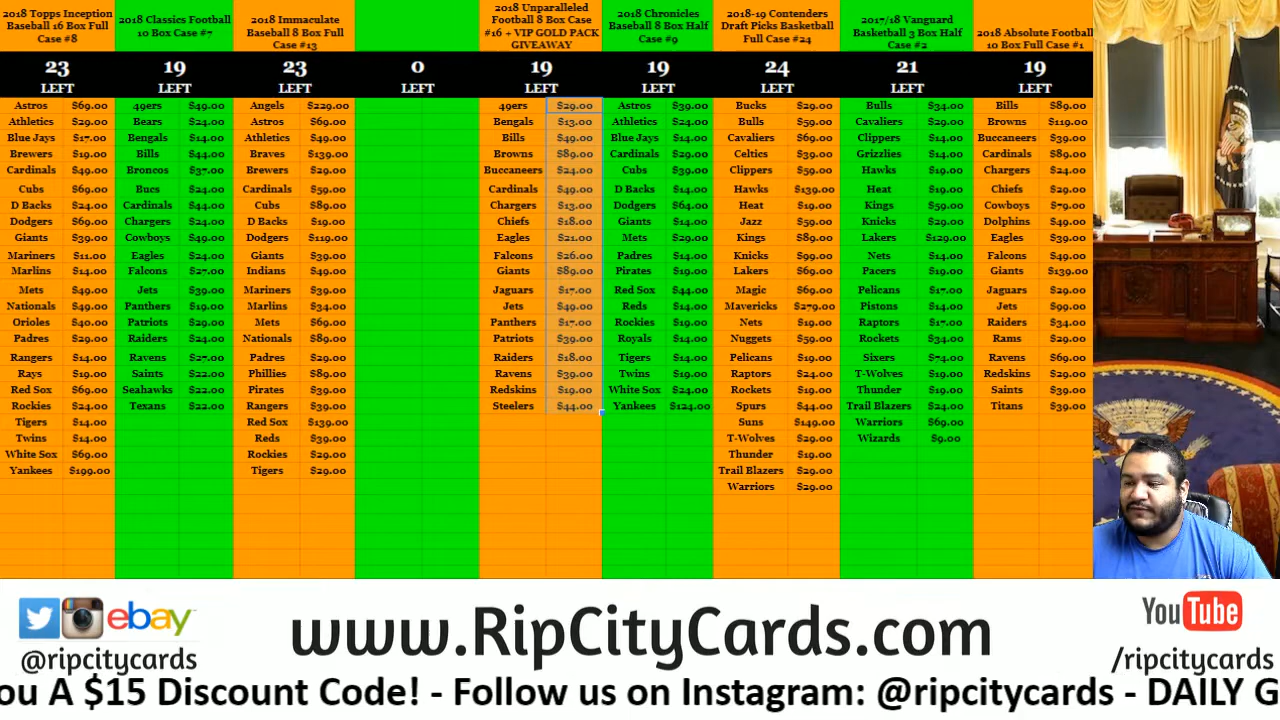 2018 Topps Inception
Baseball 16 Box Full
Case #8
23
LEFT
Astros $69.00
Athletics $29.00
Blue Jays $17.00
Brewers $19.00
Cardinals $49.00
Cubs $69.00
D Backs $24.00
Dodgers $69.00
Giants $39.00
Mariners $11.00
Marlins $14.00
Mets $49.00
Nationals $49.00
Orioles $40.00
Padres $29.00
Rangers $14.00
Rays $19.00
Red Sox $69.00
Rockies $24.00
Tigers $14.00
Twins $14.00
White Sox $69.00
Yankees $199.00
2018 Classics Football
10 Box Case #7
19
LEFT
49ers $49.00
Bears $24.00
Bengals $14.00
Bills $44.00
Broncos $37.00
Bucs $24.00
Cardinals $44.00
Chargers $24.00
Cowboys $49.00
Eagles $24.00
Falcons $27.00
Jets $39.00
Panthers $19.00
Patriots $29.00
Raiders $24.00
Ravens $27.00
Saints $22.00
Seahawks $22.00
Texans $22.00
2018 Immaculate
Baseball 8 Box Full
Case #13
23
LEFT
Angels $229.00
Astros $69.00
Athletics $49.00
Braves $139.00
Brewers $29.00
Cardinals $59.00
Cubs $89.00
D Backs $19.00
Dodgers $119.00
Giants $39.00
Indians $49.00
Mariners $39.00
Marlins $34.00
Mets $69.00
Nationals $89.00
Padres $29.00
Phillies $89.00
Pirates $39.00
Rangers $39.00
Red Sox $139.00
Reds $39.00
Rockies $29.00
Tigers $29.00
0
LEFT
2018 Unparalleled
Football 8 Box Case
#16 + VIP GOLD PACK
GIVEAWAY
19
LEFT
49ers $29.00
Bengals $13.00
Bills $49.00
Browns $89.00
Buccaneers $24.00
Cardinals $49.00
Chargers $13.00
Chiefs $18.00
Eagles $21.00
Falcons $26.00
Giants $89.00
Jaguars $17.00
Jets $49.00
Panthers $17.00
Patriots $39.00
Raiders $18.00
Ravens $39.00
Redskins $19.00
Steelers $44.00
2018 Chronicles
Baseball 8 Box Half
Case #9
19
LEFT
Astros $39.00
Athletics $24.00
Blue Jays $14.00
Cardinals $29.00
Cubs $39.00
D Backs $14.00
Dodgers $64.00
Giants $14.00
Mets $29.00
Padres $14.00
Pirates $19.00
Red Sox $44.00
Reds $14.00
Rockies $19.00
Royals $14.00
Tigers $14.00
Twins $19.00
White Sox $24.00
Yankees $124.00
2018-19 Contenders
Draft Picks Basketball
Full Case #24
24
LEFT
Bucks $29.00
Bulls $59.00
Cavaliers $69.00
Celtics $39.00
Clippers $59.00
Hawks $139.00
Heat $19.00
Jazz $59.00
Kings $89.00
Knicks $99.00
Lakers $69.00
Magic $69.00
Mavericks $279.00
Nets $19.00
Nuggets $59.00
Pelicans $19.00
Raptors $24.00
Rockets $19.00
Spurs $44.00
Suns $149.00
T-Wolves $29.00
Thunder $19.00
Trail Blazers $29.00
Warriors $29.00
2017/18 Vanguard
Basketball 3 Box Half
Case #2
21
LEFT
Bulls $34.00
Cavaliers $29.00
Clippers $14.00
Grizzlies $14.00
Hawks $19.00
Heat $19.00
Kings $59.00
Knicks $29.00
Lakers $129.00
Nets $14.00
Pacers $19.00
Pelicans $17.00
Pistons $14.00
Raptors $17.00
Rockets $34.00
Sixers $74.00
T-Wolves $19.00
Thunder $19.00
Trail Blazers $24.00
Warriors $69.00
Wizards $9.00
2018 Absolute Football
10 Box Full Case #1
19
LEFT
Bills $89.00
Browns $119.00
Buccaneers $39.00
Cardinals $89.00
Chargers $24.00
Chiefs $29.00
Cowboys $79.00
Dolphins $49.00
Eagles $39.00
Falcons $49.00
Giants $139.00
Jaguars $29.00
Jets $99.00
Raiders $34.00
Rams $29.00
Ravens $69.00
Redskins $29.00
Saints $39.00
Titans $39.00
ebay
@ripcitycards
www.RipCityCards.com
YouTube
/ripcitycards
ou A $15 Discount Code! - Follow us on Instagram: @ripcitycards - DAILY G